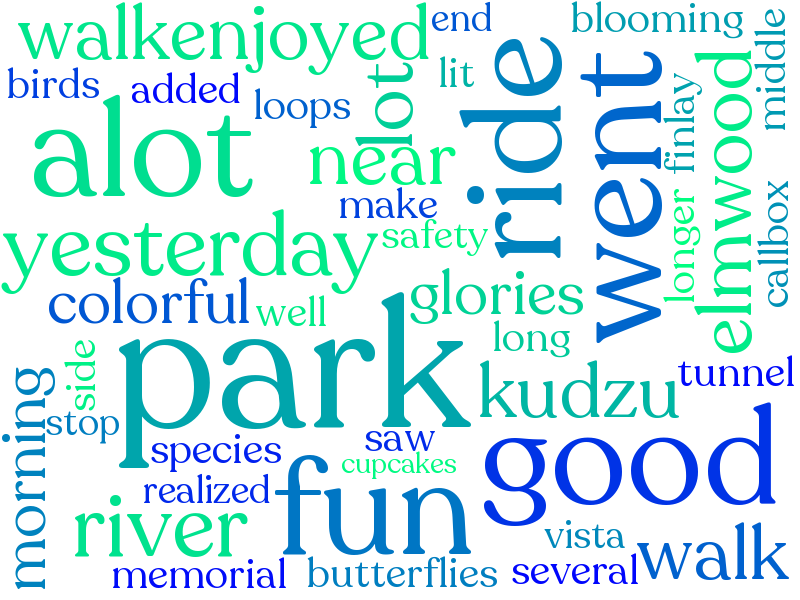 walkenjoyed
end
blooming
middle
birds
added
loops
lot
lit
ride
went
finlay
elmwood
alot
near
make
safety
longer
callbox
yesterday
colorful
well
glories
long
park
kudzu
tunnel
side
stop
morning
species
saw
cupcakes
good
realized
river
fun
vista
walk
memorial
butterflies
several